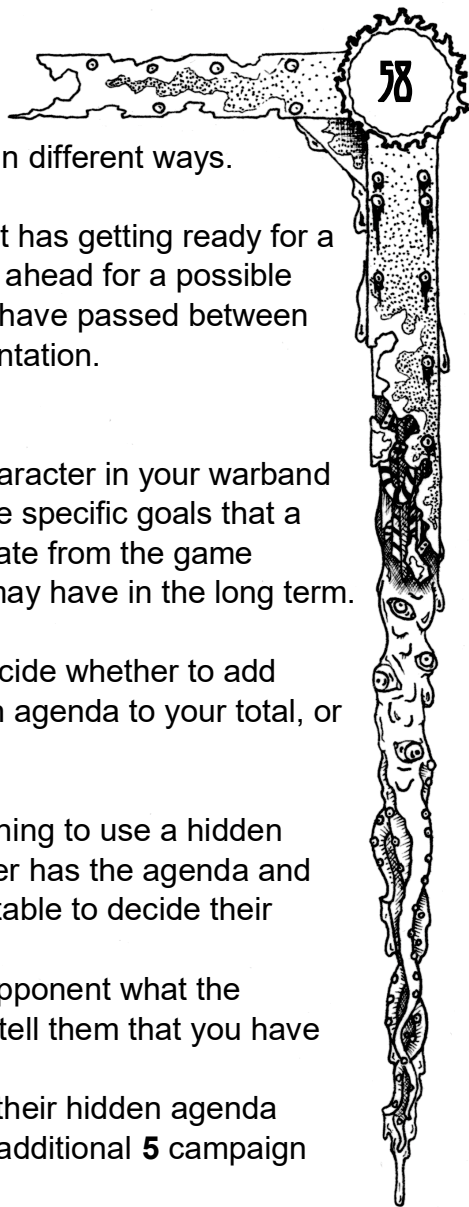 58
n different ways.
t has getting ready for a
ahead for a possible
have passed between
ntation.
aracter in your warband
e specific goals that a
ate from the game
may have in the long term.
cide whether to add
n agenda to your total, or
ning to use a hidden
er has the agenda and
table to decide their
pponent what the
tell them that you have
their hidden agenda
additional 5 campaign